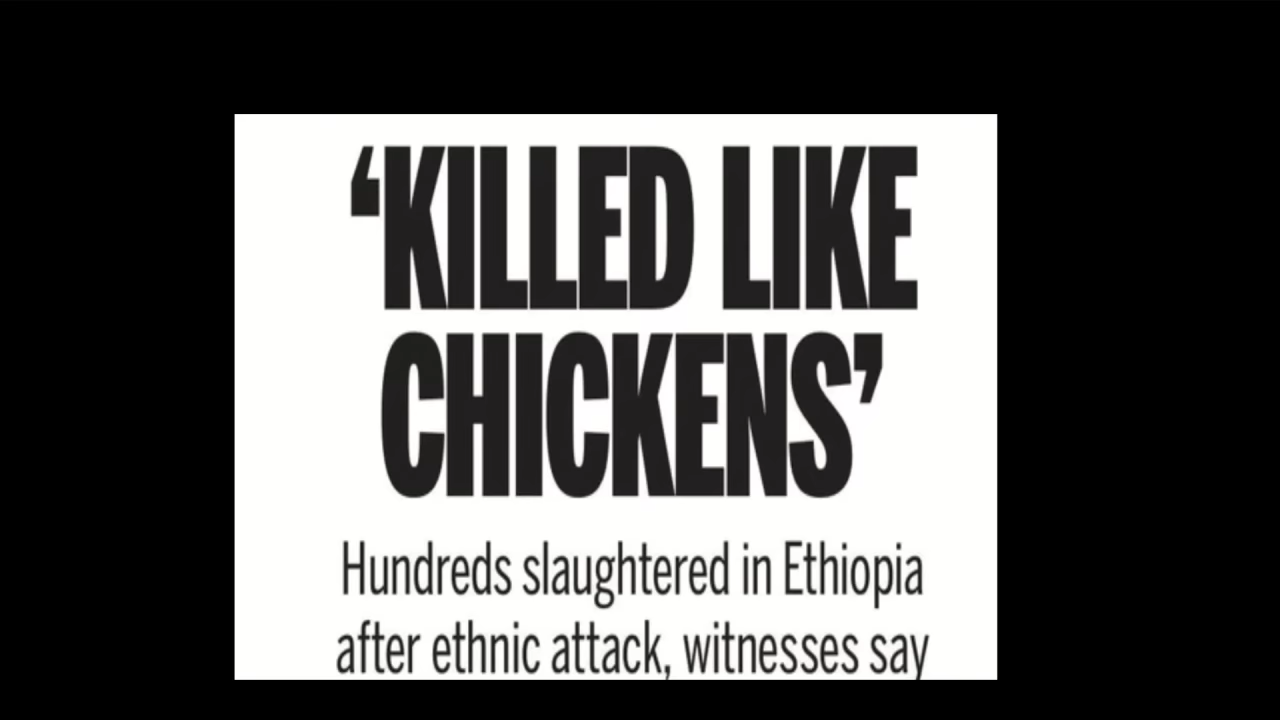 ‘KILLED LIKE
CHICKENS’
Hundreds slaughtered in Ethiopia
after ethnic attack, witnesses say